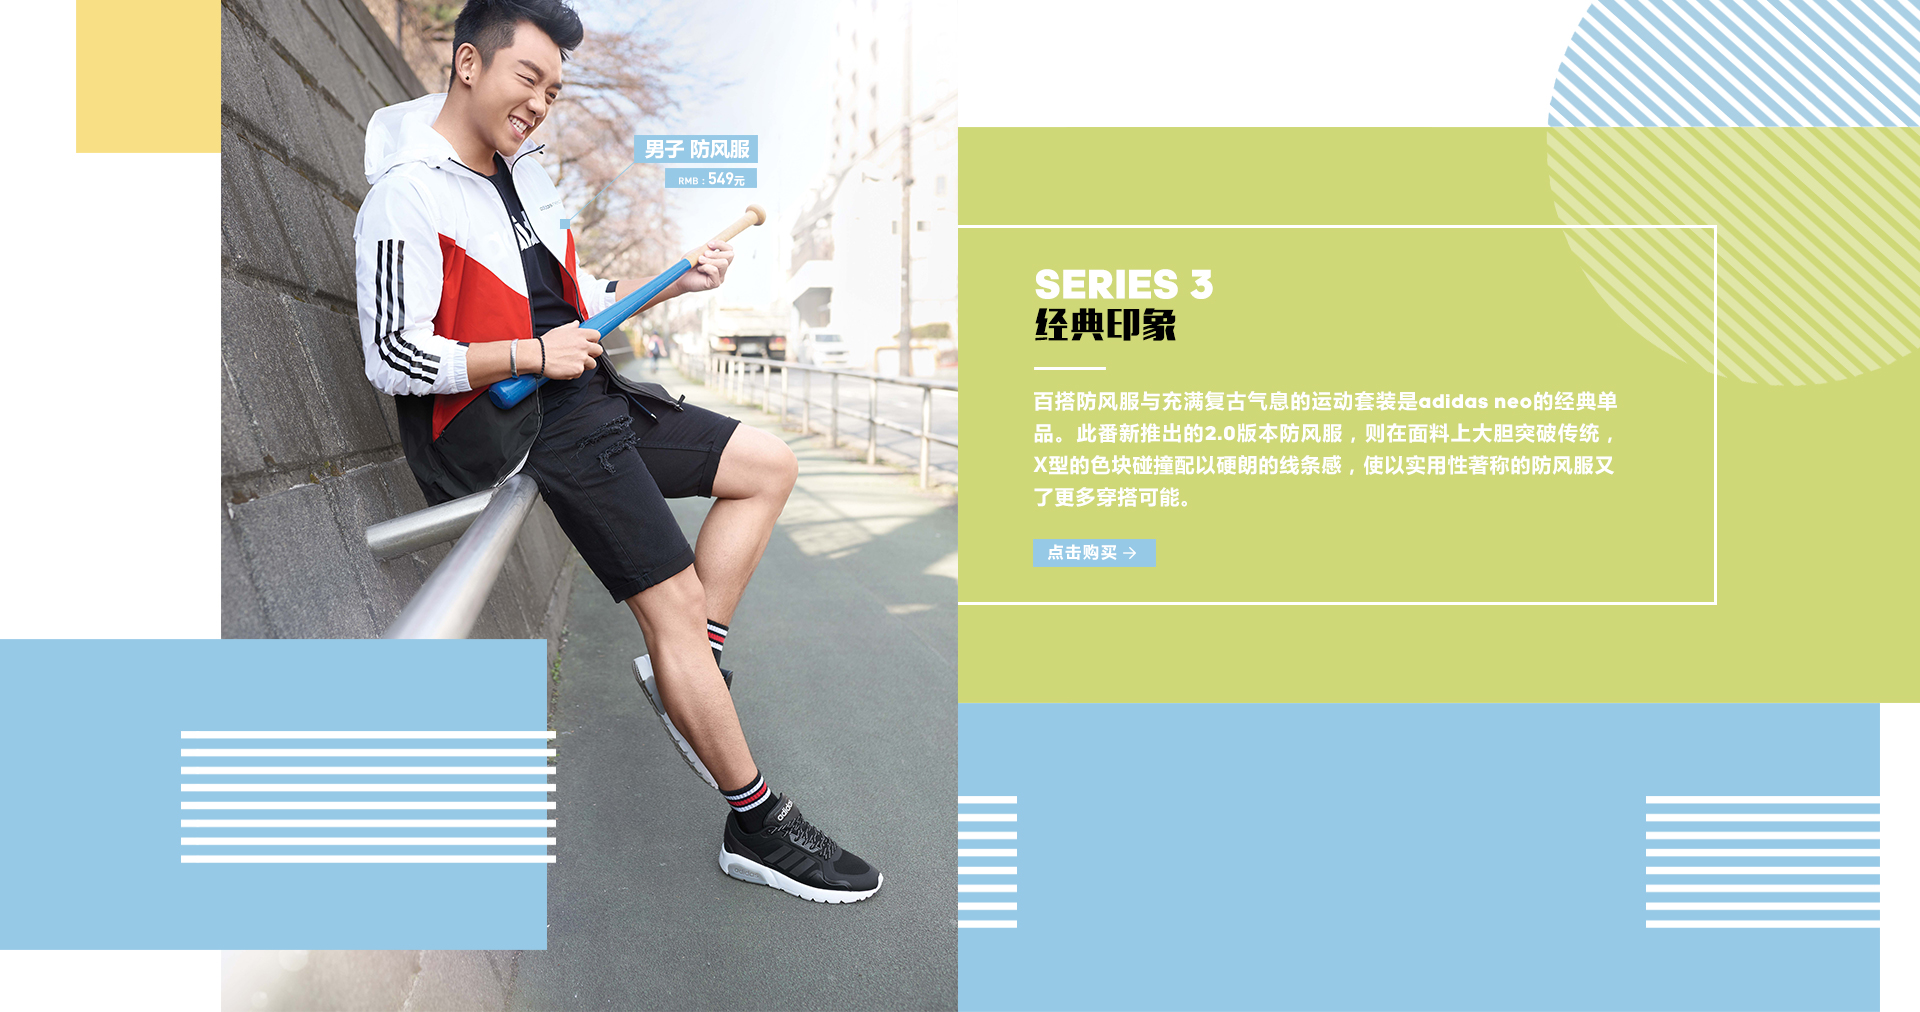 男子 防风服
RMB : 549元
SERIES 3
经典印象
百搭防风服与充满复古气息的运动套装是adidas neo的经典单
品。此番新推出的2.0版本防风服，则在面料上大胆突破传统，
X型的色块碰撞配以硬朗的线条感，使以实用性著称的防风服又
了更多穿搭可能。
点击购买→
adidas